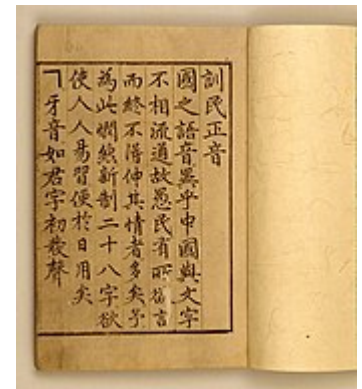 訓民正音
國之語音異乎中國與文字
不相流通故愚民有所欲言
而終不得伸其情者多矣予
為此憫然新制二十八字欲
使人人易習便於日用矣
ㄱ牙音如君字初發聲